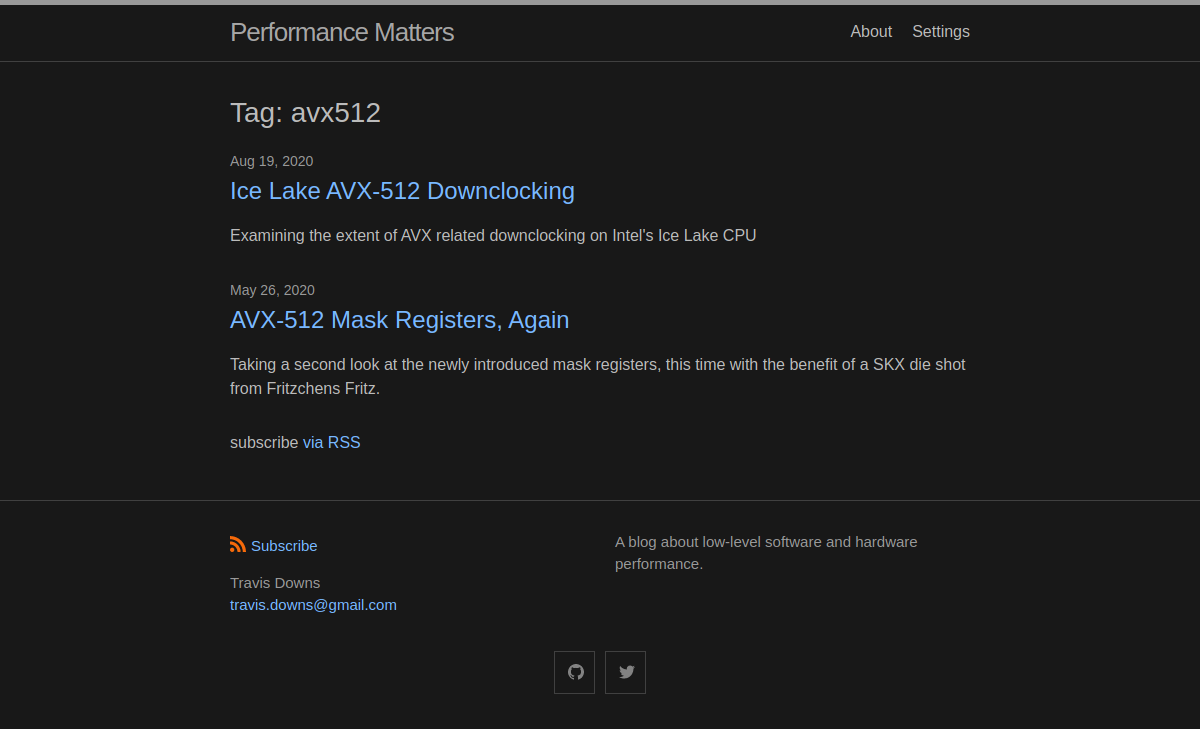 Performance Matters
About Settings
Tag: avx512
Aug 19, 2020
Ice Lake AVX-512 Downclocking
Examining the extent of AVX related downclocking on Intel's Ice Lake CPU
May 26, 2020
AVX-512 Mask Registers, Again
Taking a second look at the newly introduced mask registers, this time with the benefit of a SKX die shot
from Fritzchens Fritz.
subscribe via RSS
Subscribe
Travis Downs
travis.downs@gmail.com
A blog about low-level software and hardware
performance.